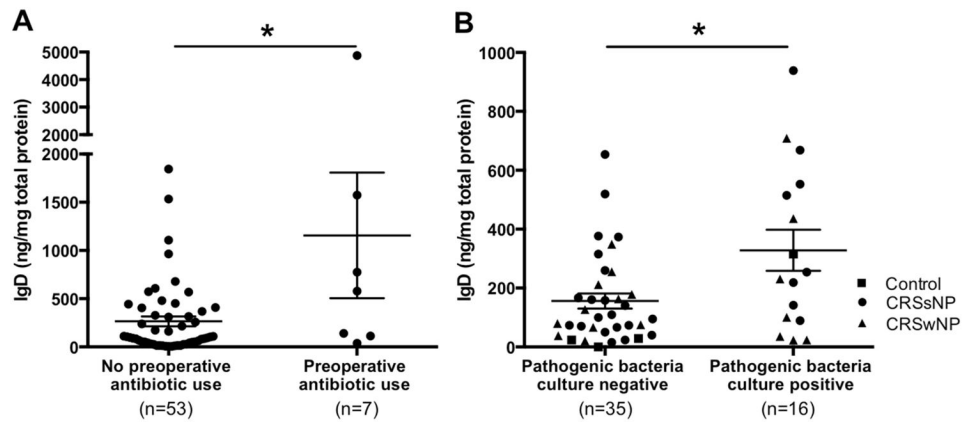 A
*
IgD (ng/mg total protein)
5000
4000
3000
2000
2000
1500
1000
500
0
No preoperative
antibiotic use
(n=53)
Preoperative
antibiotic use
(n=7)
B
*
IgD (ng/mg total protein)
1000
800
600
400
200
0
Pathogenic bacteria
culture negative
(n=35)
Pathogenic bacteria
culture positive
(n=16)
Control
CRSsNP
CRSwNP